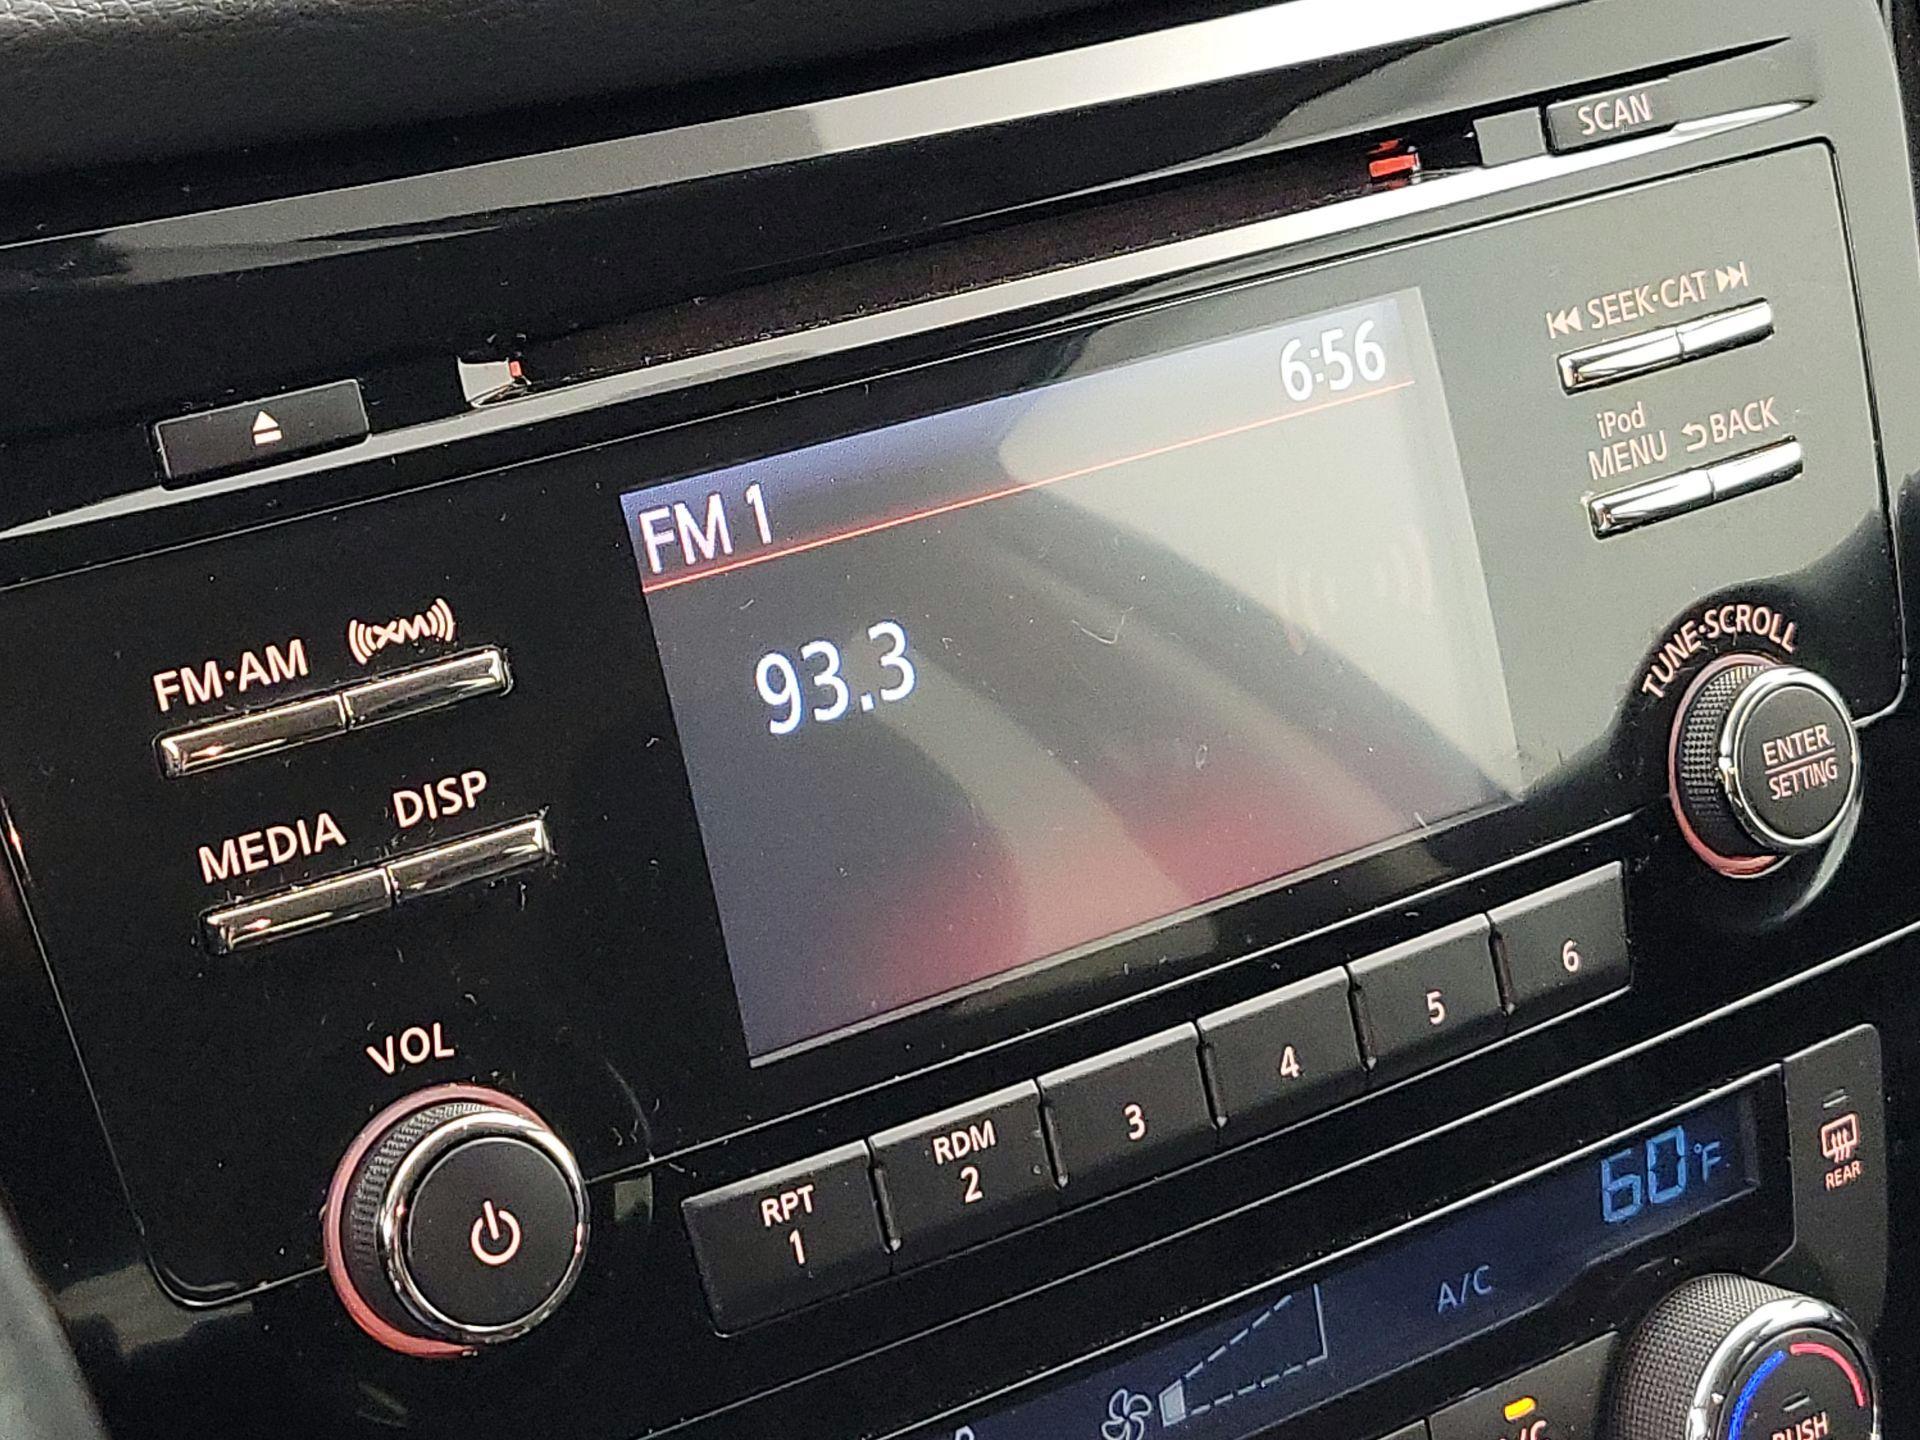 SCAN
SEEK·CAT
6:56
iPod
MENU BACK
FM 1
TUNE·SCROLL
FM·AM XM
93.3
ENTER
SETTING
MEDIA DISP
VOL
RPT
1
RDM
2
3
4
5
6
60°F
REAR
A/C
A/C
PUSH